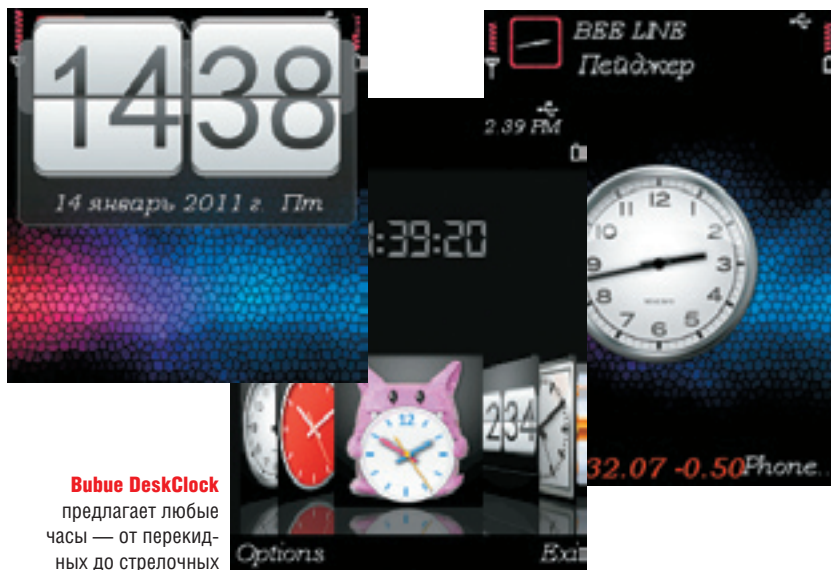 14 38
14 январь 2011 г. Пт
BEE LINE
Пейджер
2.39 PM
:39:20
12
1
2
3
4
5
6
7
8
9
10
11
12
234
32.07 -0.50 Phone..
Options
Exi
Bubue DeskClock
предлагает любые
часы — от перекид-
ных до стрелочных